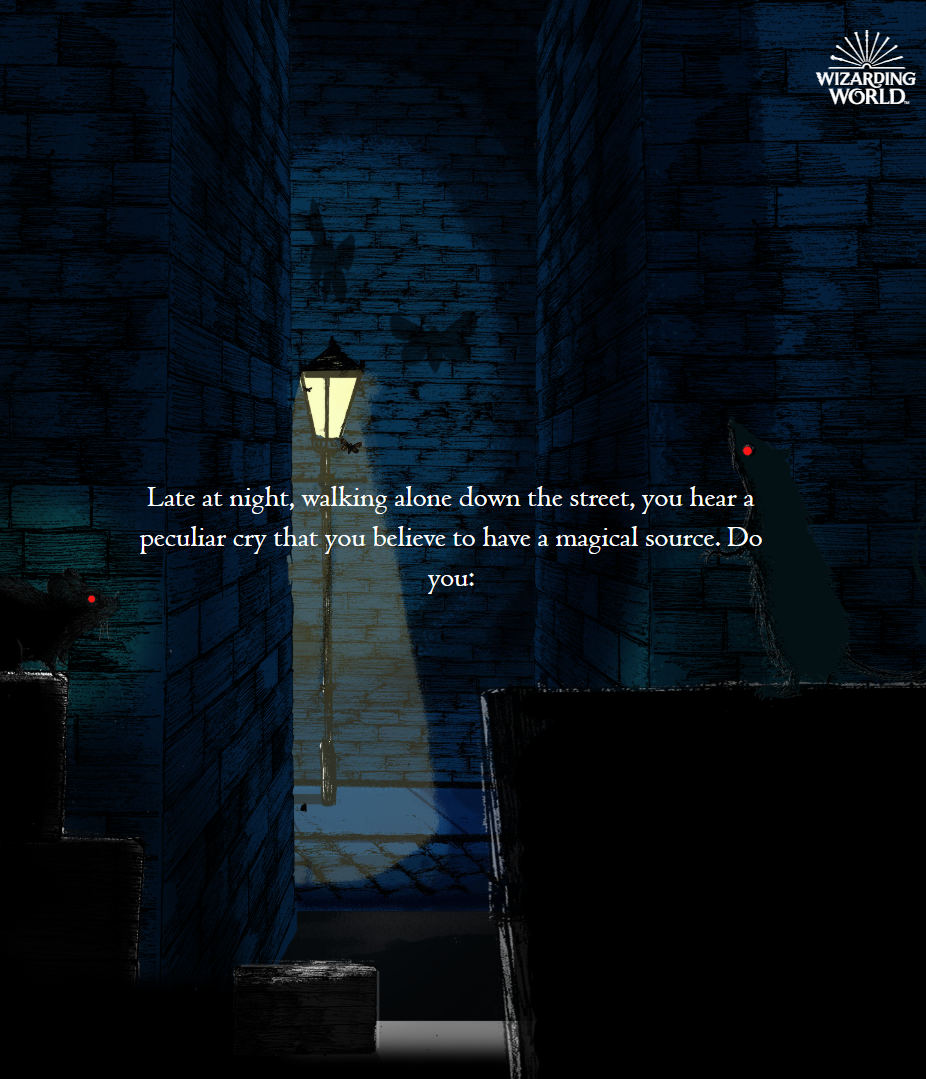 WIZARDING
WORLD™
Late at night, walking alone down the street, you hear a
peculiar cry that you believe to have a magical source. Do
you: